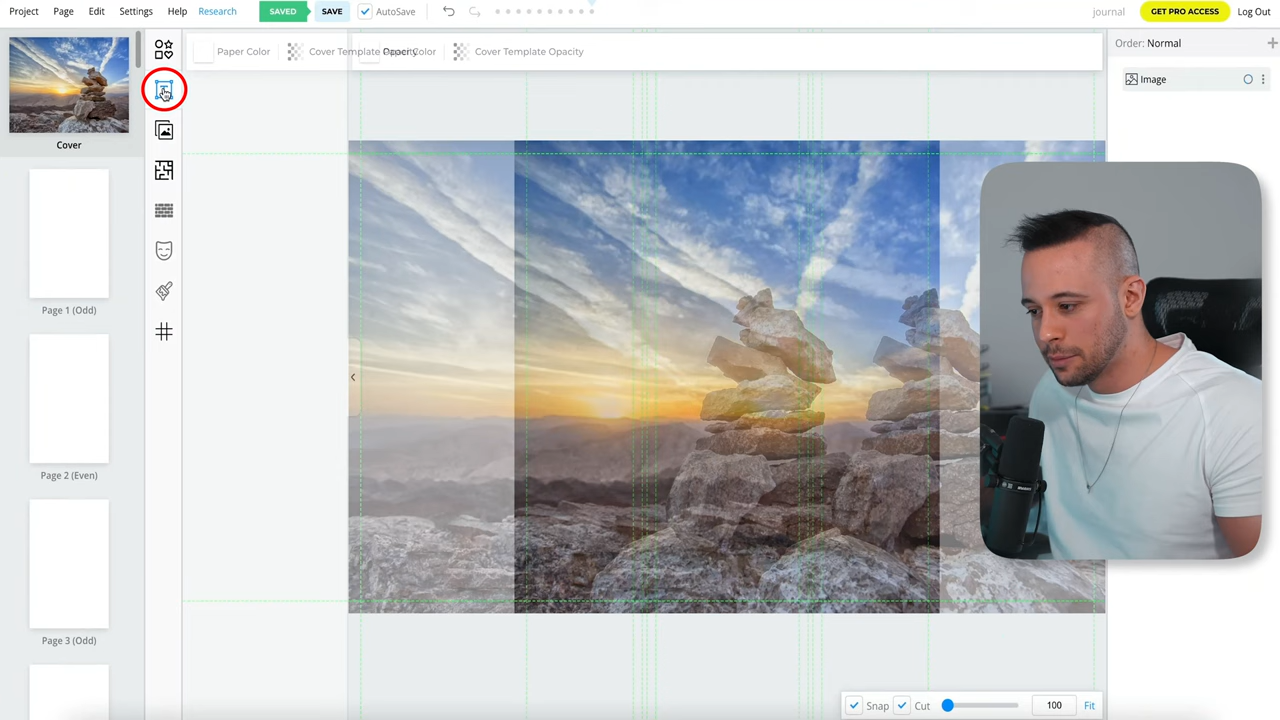 Project Page Edit Settings Help Research SAVED SAVE AutoSave journal GET PRO ACCESS Log Out
Paper Color Cover Template Opacity Paper Color Cover Template Opacity
Order: Normal
Image
Cover
Page 1 (Odd)
Page 2 (Even)
Page 3 (Odd)
Snap Cut 100 Fit